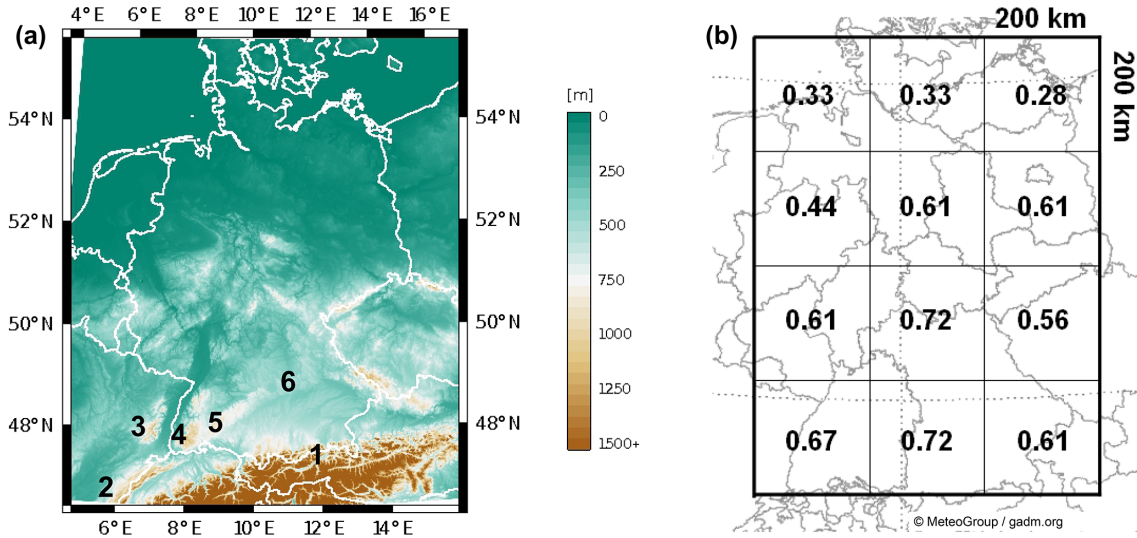 4° E 6° E 8° E 10° E 12° E 14° E 16° E
(a)
[m]
54° N
52° N
50° N
48° N
0
250
500
750
1000
1250
1500+
54° N
52° N
50° N
48° N
6
3
4
5
1
2
6° E 8° E 10° E 12° E 14° E
(b)
200 km
200 km
0.33 0.33 0.28
0.44 0.61 0.61
0.61 0.72 0.56
0.67 0.72 0.61
© MeteoGroup / gadm.org